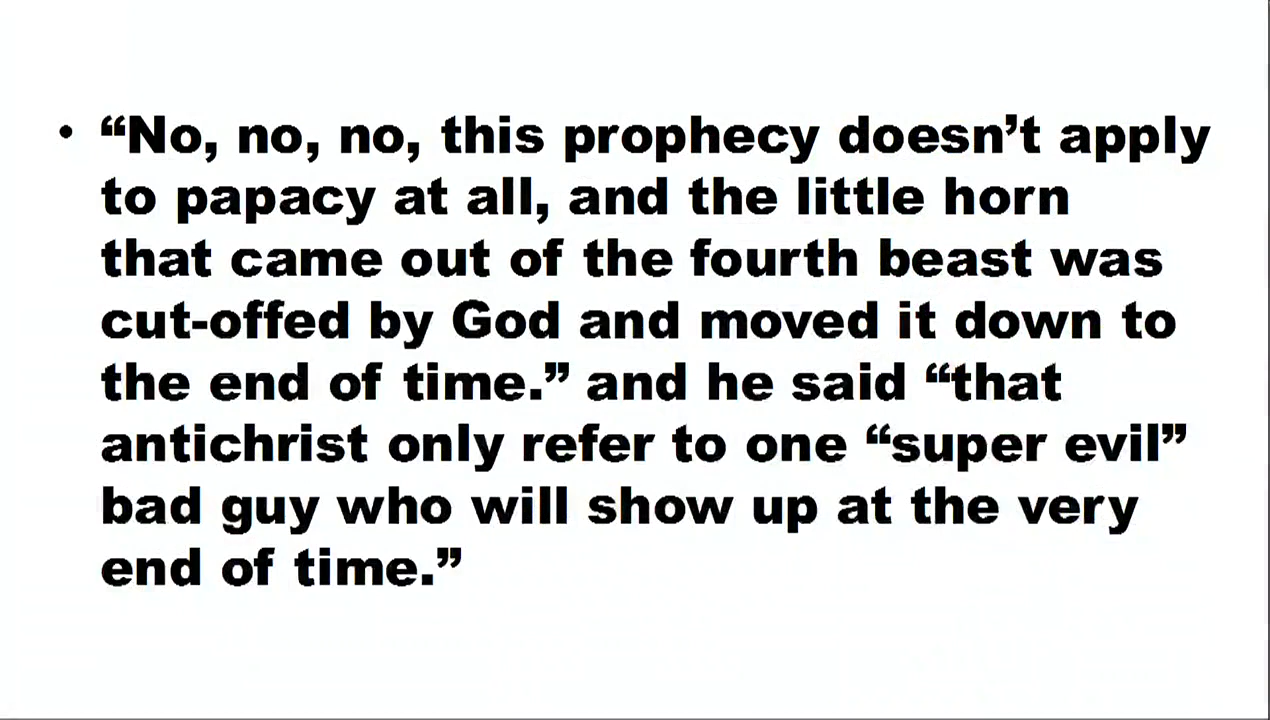 • “No, no, no, this prophecy doesn’t apply
to papacy at all, and the little horn
that came out of the fourth beast was
cut-offed by God and moved it down to
the end of time.” and he said “that
antichrist only refer to one “super evil”
bad guy who will show up at the very
end of time.”